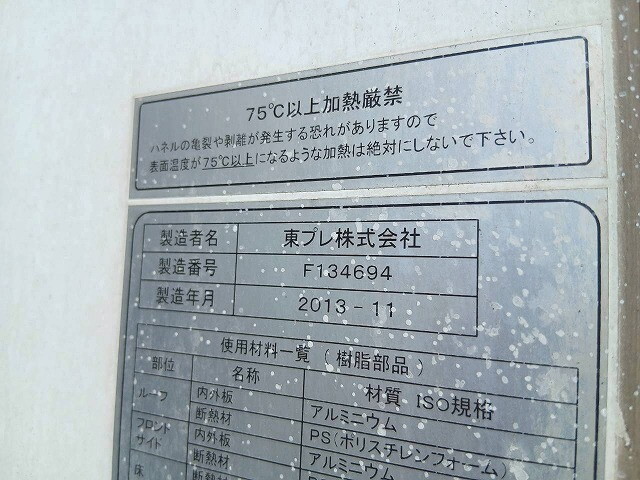 75℃以上加熱厳禁
パネルの亀裂や剥離が発生する恐れがありますので
表面温度が75℃以上になるような加熱は絶対にしないで下さい。
製造者名 東プレ株式会社
製造番号 F134694
製造年月 2013-11
使用材料一覧（樹脂部品）
部位 名称 材質 ISO規格
ルーフ 内外板 アルミニウム
断熱材 PS(ポリスチレンフォーム)
フロント
サイド 内外板 アルミニウム
断熱材
床